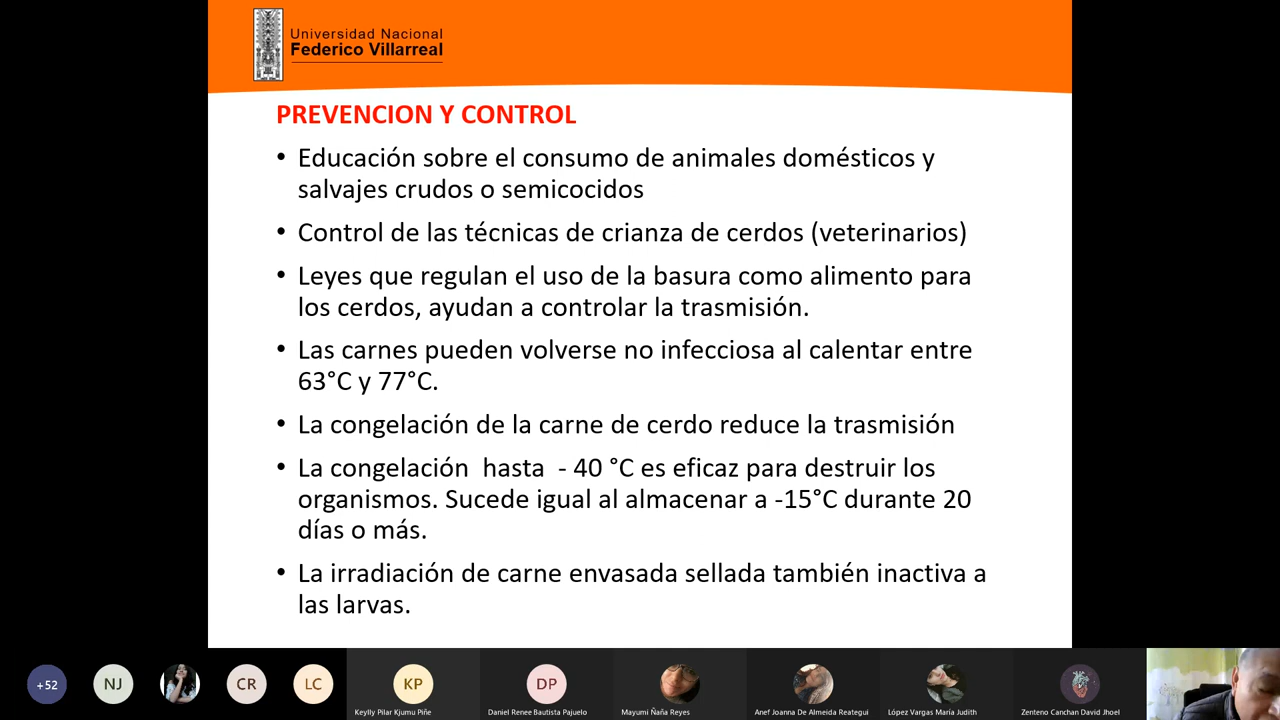 Universidad Nacional
Federico Villarreal
PREVENCION Y CONTROL
• Educación sobre el consumo de animales domésticos y
salvajes crudos o semicocidos
• Control de las técnicas de crianza de cerdos (veterinarios)
• Leyes que regulan el uso de la basura como alimento para
los cerdos, ayudan a controlar la trasmisión.
• Las carnes pueden volverse no infecciosa al calentar entre
63°C y 77°C.
• La congelación de la carne de cerdo reduce la trasmisión
• La congelación hasta - 40 °C es eficaz para destruir los
organismos. Sucede igual al almacenar a -15°C durante 20
días o más.
• La irradiación de carne envasada sellada también inactiva a
las larvas.
+52
NJ
CR
LC
KP
DP
Keylly Pilar Kjumu Piñe
Daniel Renee Bautista Pajuelo
Mayumi Ñaña Reyes
Anef Joanna De Almeida Reategui
López Vargas María Judith
Zenteno Canchan David Jhoel